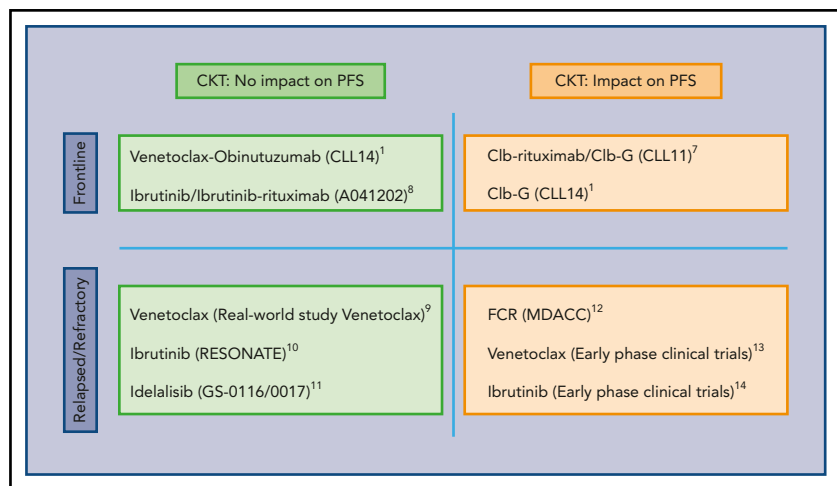 CKT: No impact on PFS
CKT: Impact on PFS
Frontline
Venetoclax-Obinutuzumab (CLL14)1
Ibrutinib/Ibrutinib-rituximab (A041202)8
Clb-rituximab/Clb-G (CLL11)7
Clb-G (CLL14)1
Relapsed/Refractory
Venetoclax (Real-world study Venetoclax)9
Ibrutinib (RESONATE)10
Idelalisib (GS-0116/0017)11
FCR (MDACC)12
Venetoclax (Early phase clinical trials)13
Ibrutinib (Early phase clinical trials)14